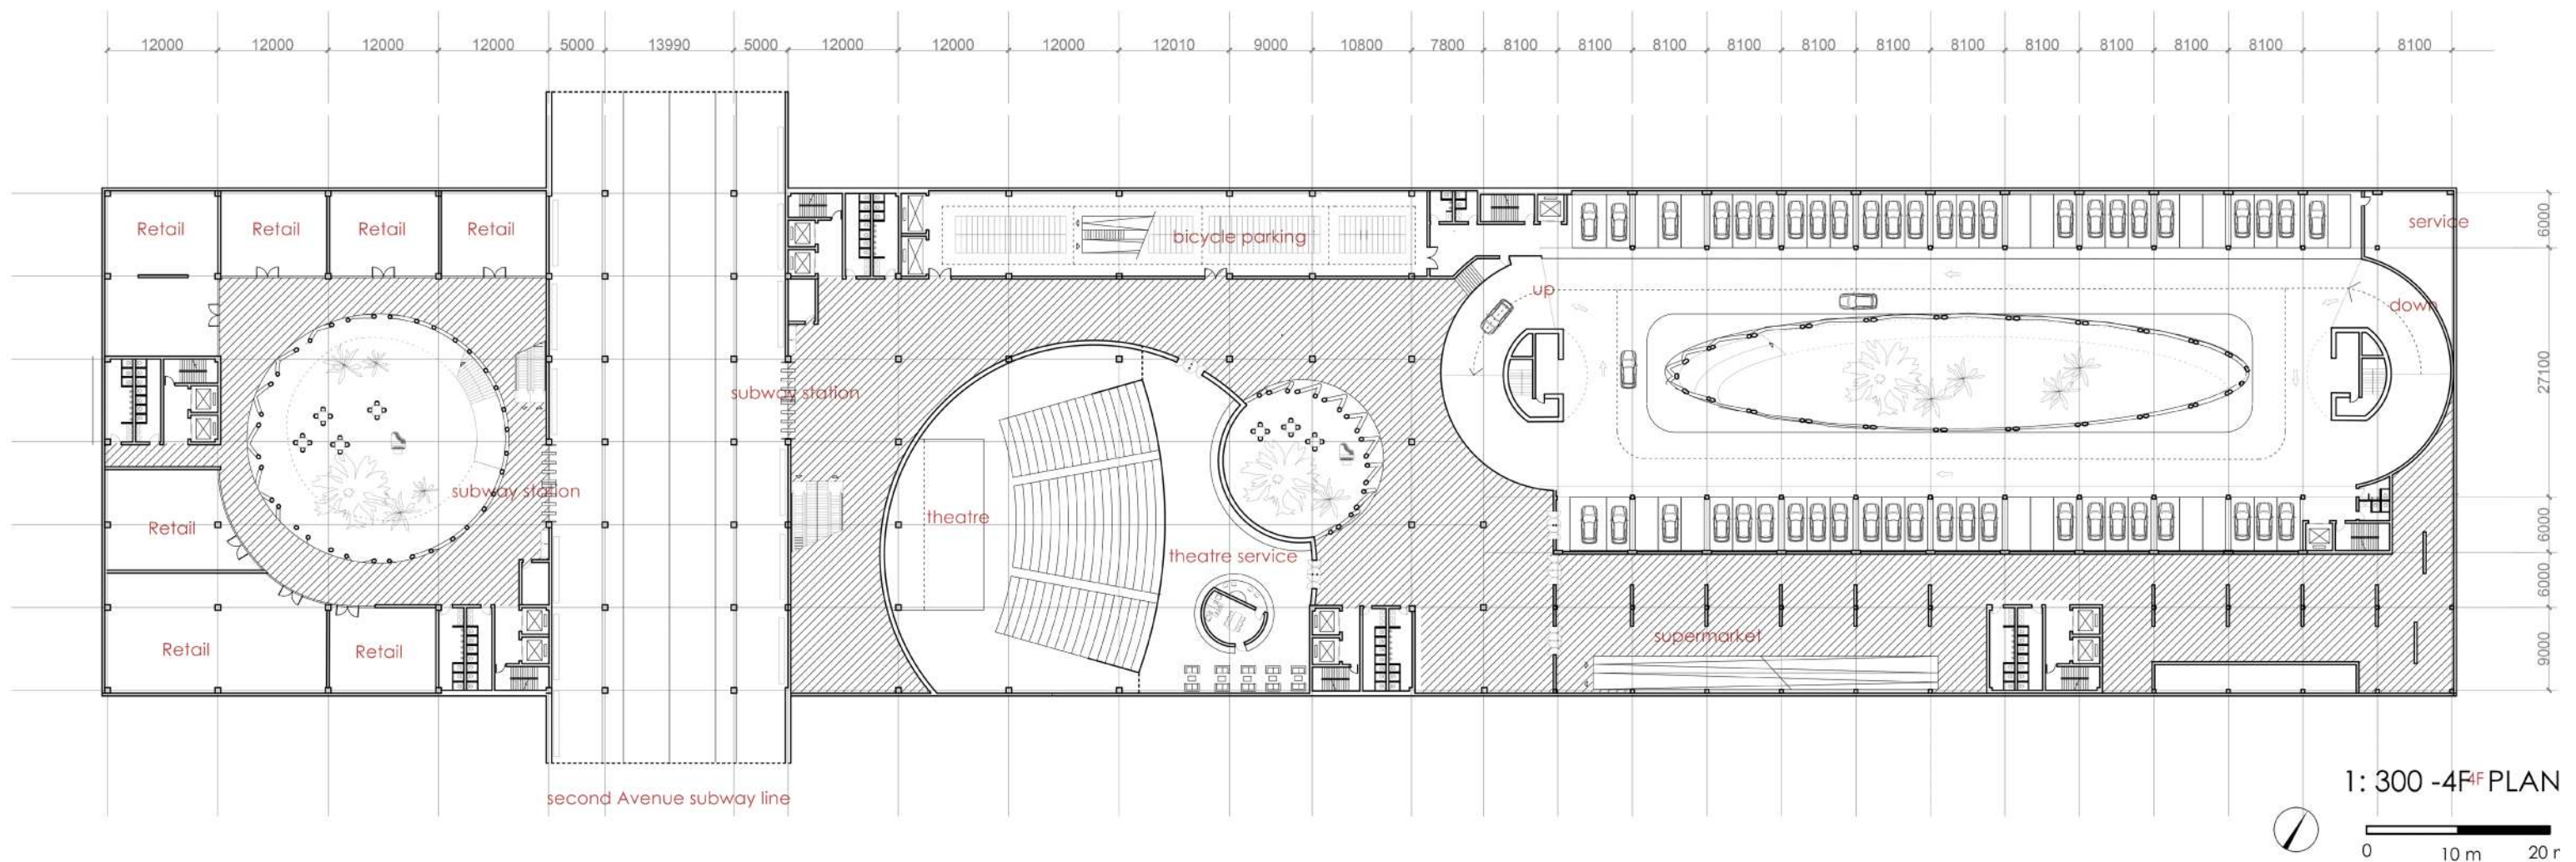 12000 12000 12000 12000 5000 13990 5000 12000 12000 12000 12010 9000 10800 7800 8100 8100 8100 8100 8100 8100 8100 8100 8100 8100 8100 8100
Retail Retail Retail Retail
bicycle parking
service
6000
up
down
27100
subway station
subway station
theatre
Retail
theatre service
6000
6000
supermarket
Retail
Retail
9000
second Avenue subway line
1: 300 -4F 4F PLAN
0 10 m 20